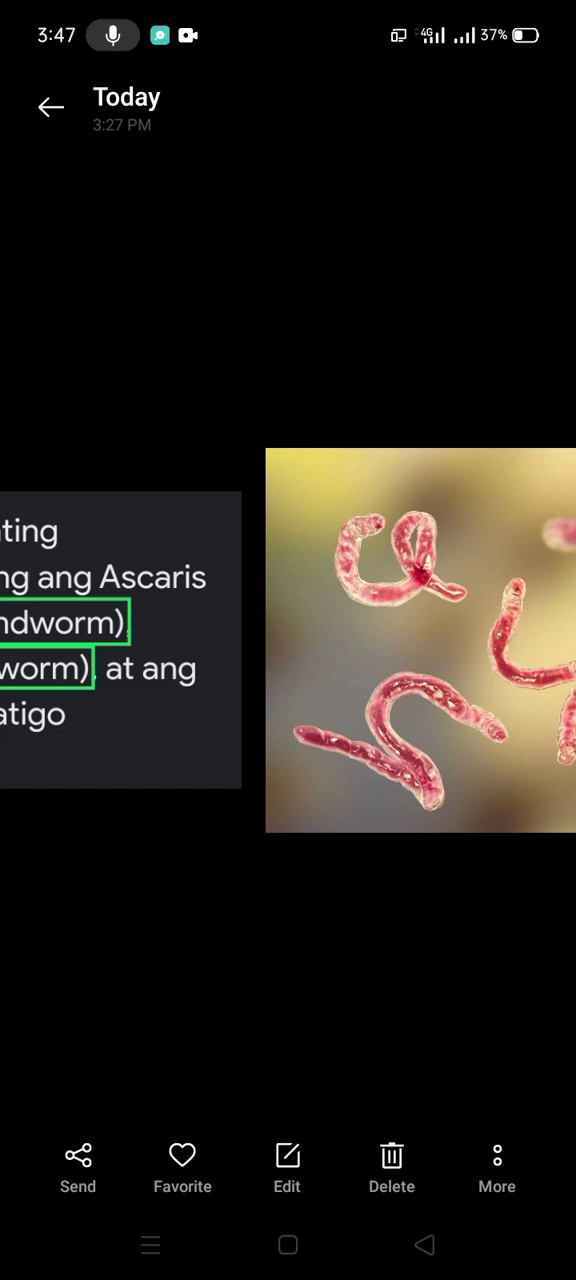 3:47
4G
37%
Today
3:27 PM
ting
ng ang Ascaris
ndworm),
worm), at ang
atigo
Send
Favorite
Edit
Delete
More